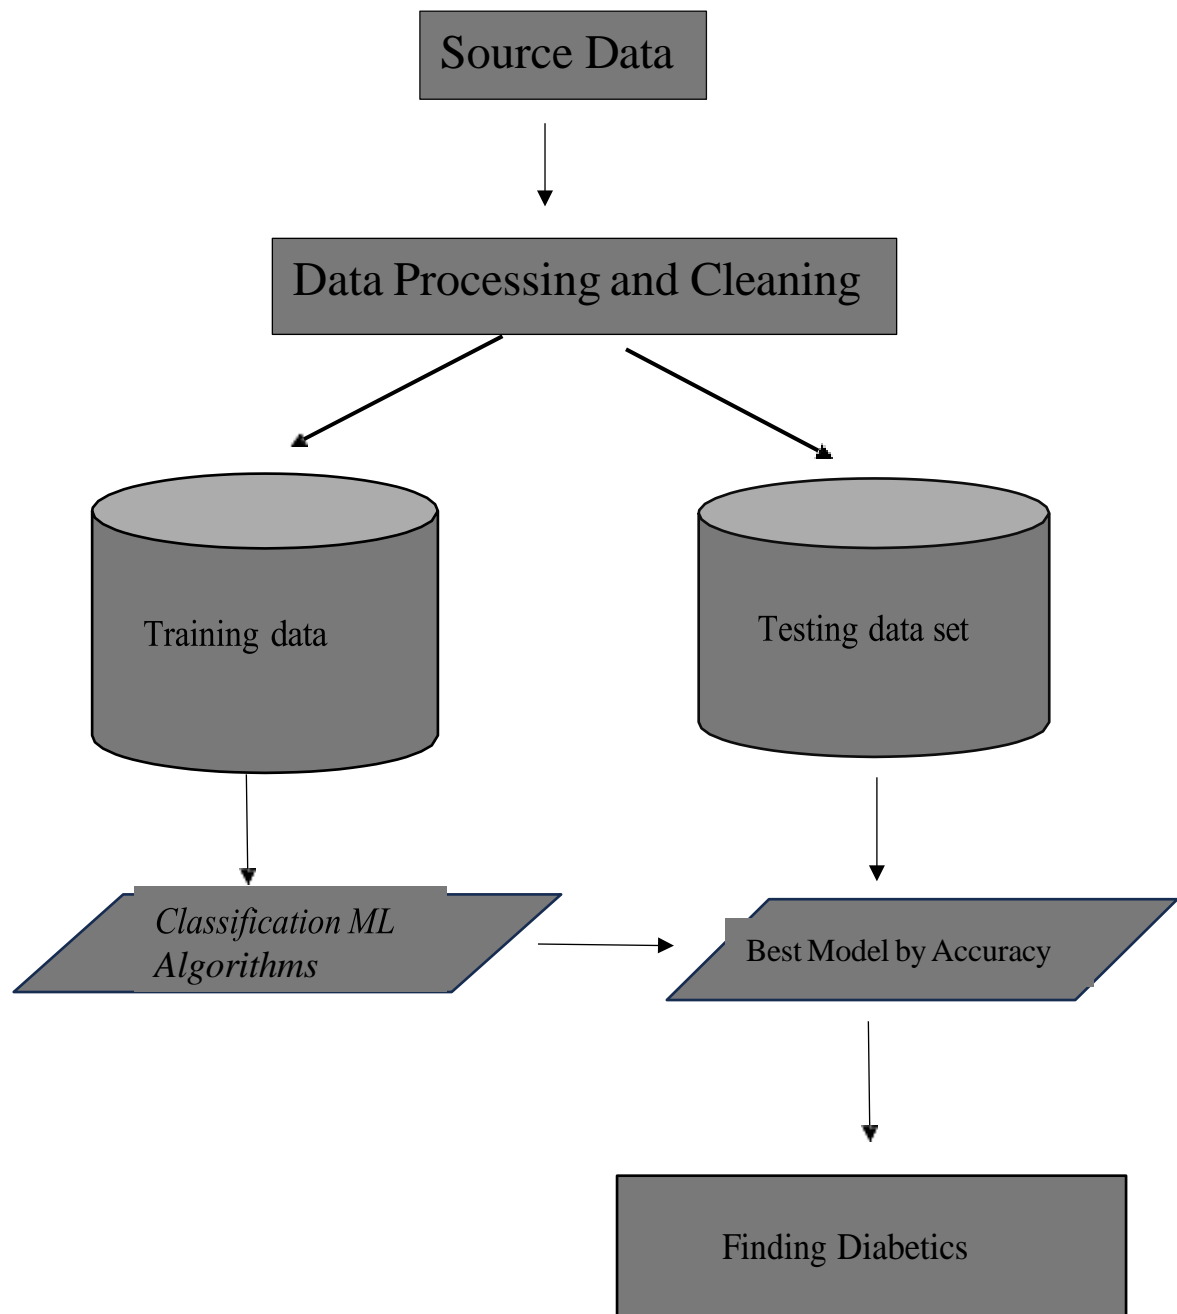 Source Data
Data Processing and Cleaning
Training data
Testing data set
Classification ML
Algorithms
Best Model by Accuracy
Finding Diabetics